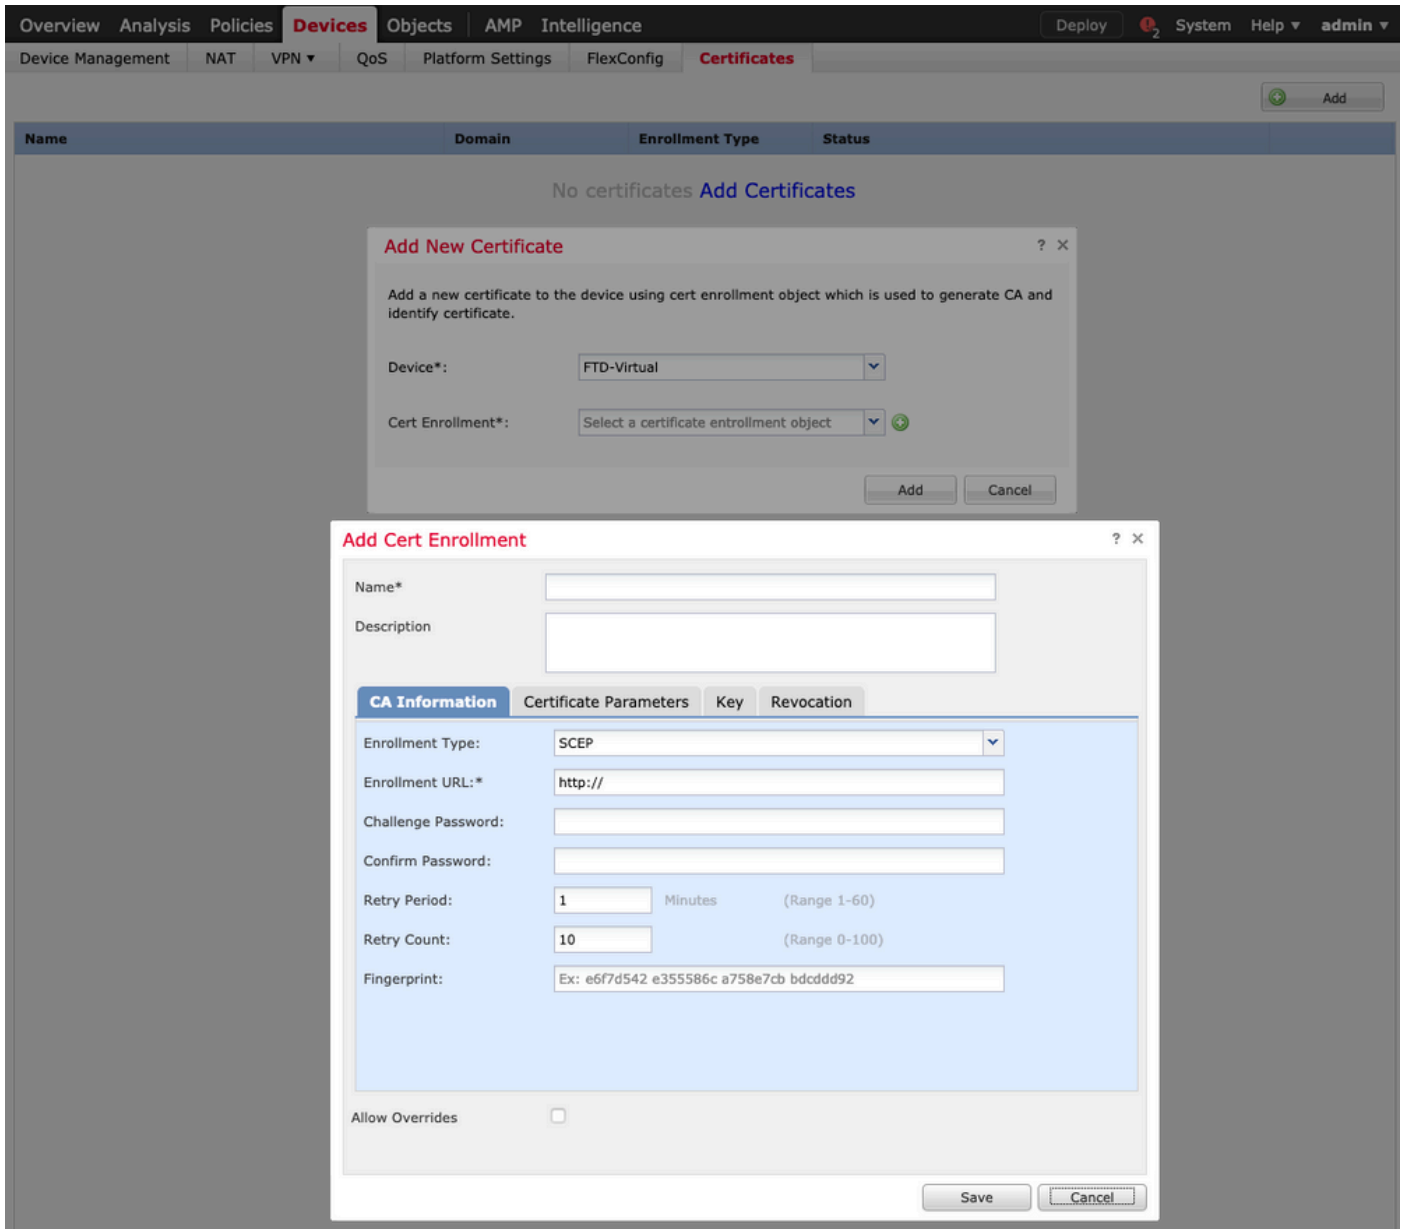 Overview Analysis Policies Devices Objects AMP Intelligence Deploy 2 System Help ▾ admin ▾
Device Management NAT VPN ▾ QoS Platform Settings FlexConfig Certificates
Add
Name Domain Enrollment Type Status
No certificates Add Certificates
Add New Certificate ? ×
Add a new certificate to the device using cert enrollment object which is used to generate CA and
identify certificate.
Device*: FTD-Virtual
Cert Enrollment*: Select a certificate entrollment object
Add Cancel
Add Cert Enrollment ? ×
Name*
Description
CA Information Certificate Parameters Key Revocation
Enrollment Type: SCEP
Enrollment URL:* http://
Challenge Password:
Confirm Password:
Retry Period: 1 Minutes (Range 1-60)
Retry Count: 10 (Range 0-100)
Fingerprint: Ex: e6f7d542 e355586c a758e7cb bdcddd92
Allow Overrides
Save Cancel